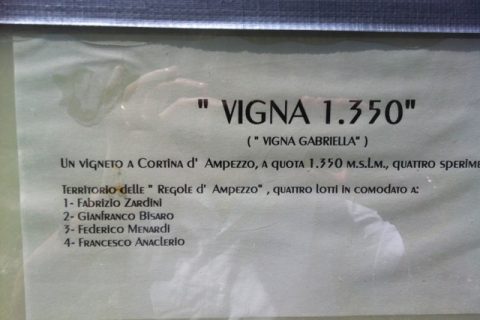 " VIGNA 1.350"
( " VIGNA GABRIELLA" )
Un vigneto a Cortina d' Ampezzo, a quota 1.350 m.s.l.m., quattro sperime
Territorio delle " Regole d' Ampezzo" , quattro lotti in comodato a:
1- Fabrizio Zardini
2- Gianfranco Bisaro
3- Federico Menardi
4- Francesco Anaclerio